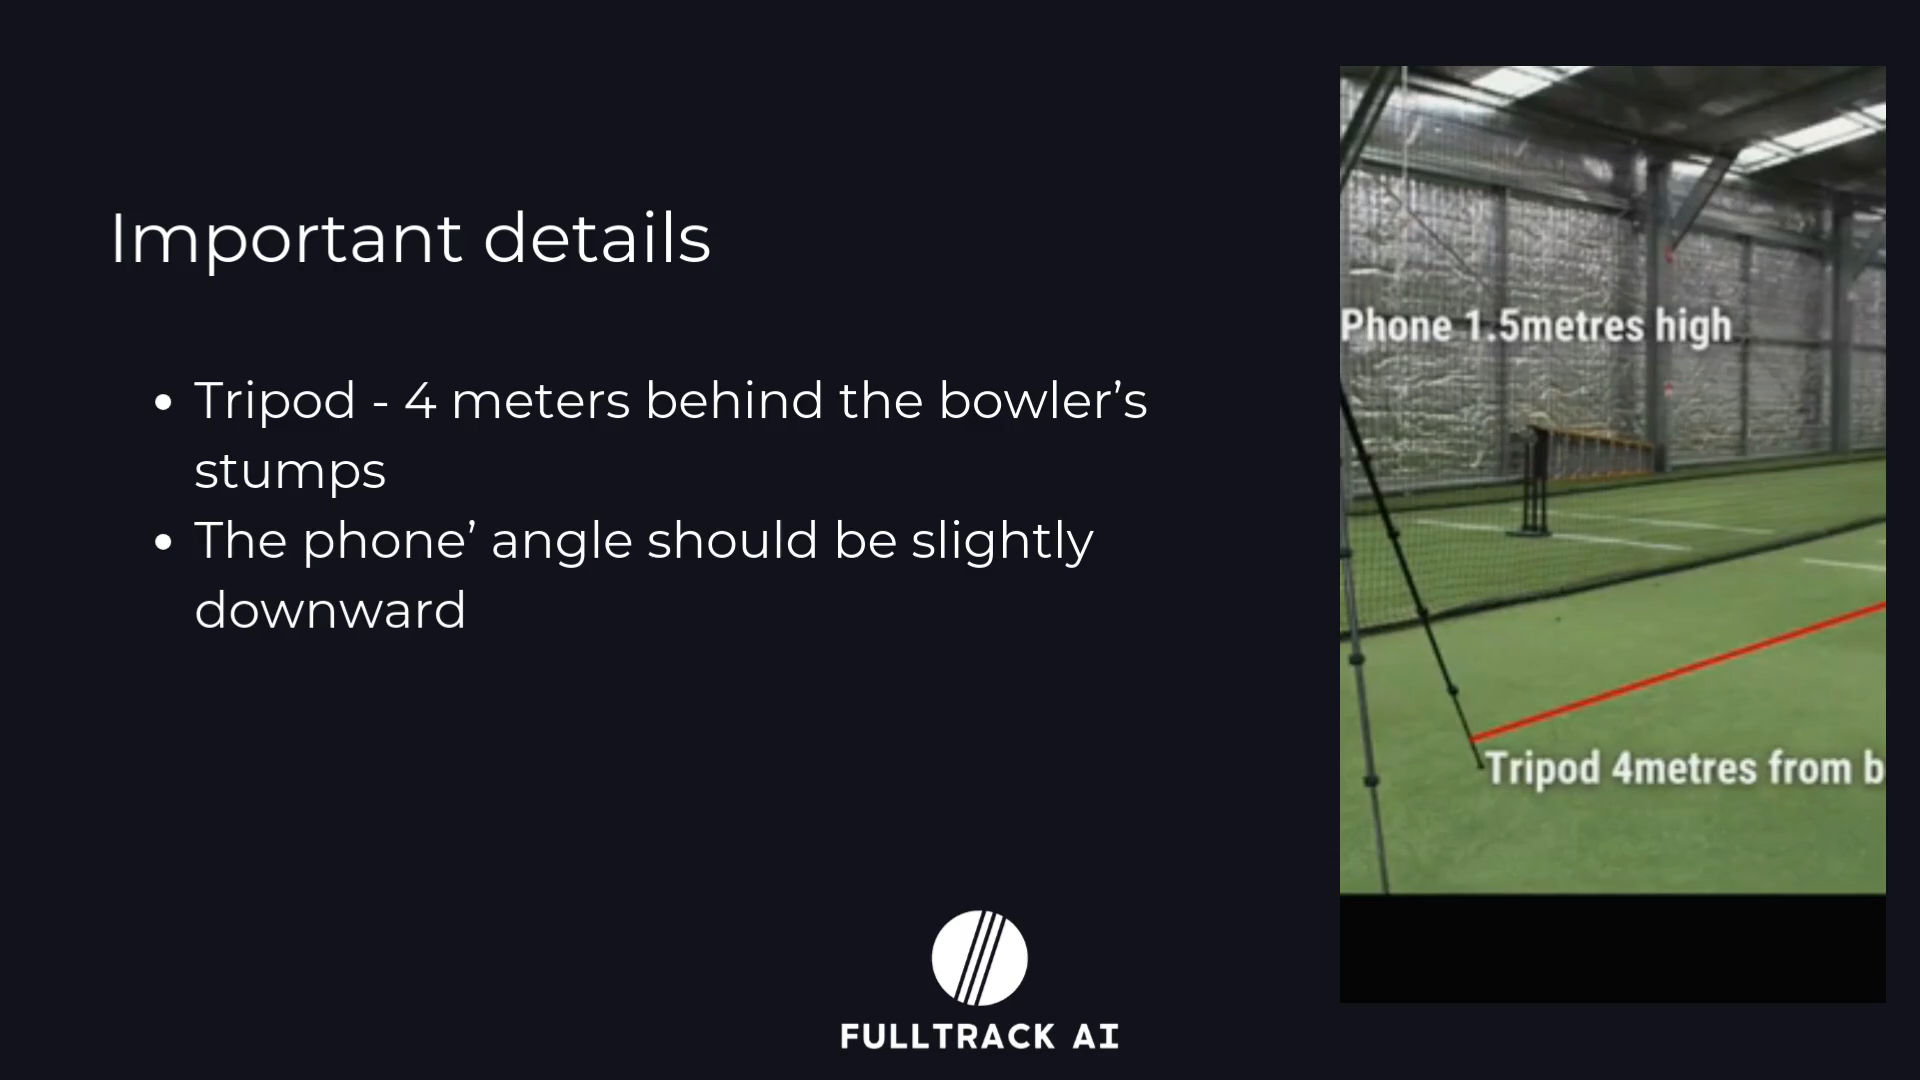 Important details
Tripod - 4 meters behind the bowler’s
stumps
The phone’ angle should be slightly
downward
Phone 1.5metres high
Tripod 4metres from b
FULLTRACK AI